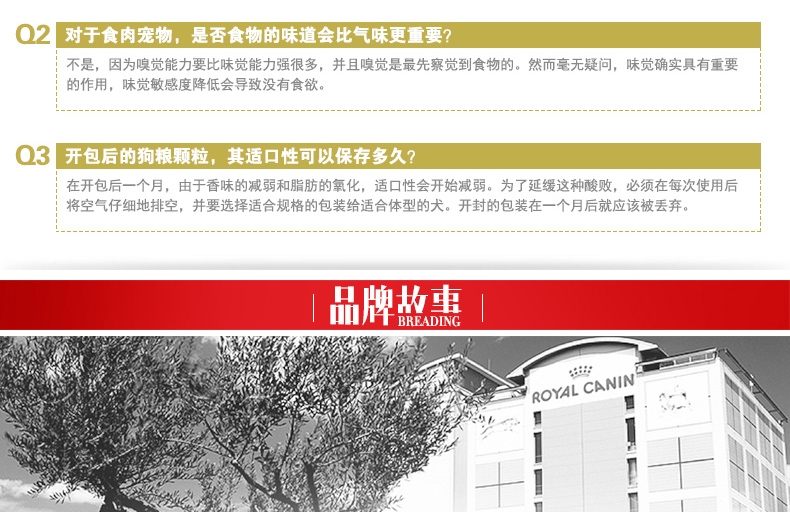 Q2 对于食肉宠物，是否食物的味道会比气味更重要？
不是，因为嗅觉能力要比味觉能力强很多，并且嗅觉是最先察觉到食物的。然而毫无疑问，味觉确实具有重要
的作用，味觉敏感度降低会导致没有食欲。
Q3 开包后的狗粮颗粒，其适口性可以保存多久？
在开包后一个月，由于香味的减弱和脂肪的氧化，适口性会开始减弱。为了延缓这种酸败，必须在每次使用后
将空气仔细地排空，并要选择适合规格的包装给适合体型的犬。开封的包装在一个月后就应该被丢弃。
品牌故事
BREADING
ROYAL CANIN